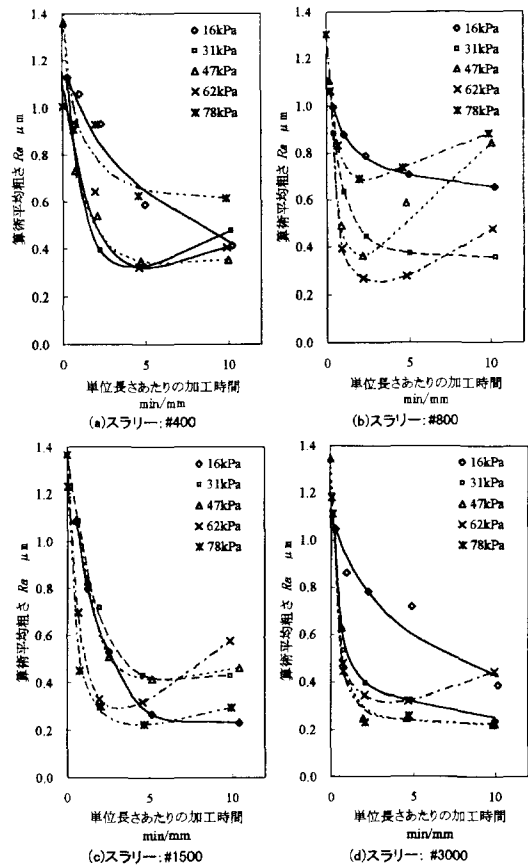 1.4
1.2
1.0
0.8
0.6
0.4
0.2
0.0
算術平均粗さ Ra μm
16kPa
31kPa
47kPa
62kPa
78kPa
0 5 10
単位長さあたりの加工時間
min/mm
(a)スラリー:#400
1.4
1.2
1.0
0.8
0.6
0.4
0.2
0.0
算術平均粗さ Ra μm
16kPa
31kPa
47kPa
62kPa
78kPa
0 5 10
単位長さあたりの加工時間
min/mm
(b)スラリー:#800
1.4
1.2
1.0
0.8
0.6
0.4
0.2
0.0
算術平均粗さ Ra μm
16kPa
31kPa
47kPa
62kPa
78kPa
0 5 10
単位長さあたりの加工時間
min/mm
(c)スラリー:#1500
1.4
1.2
1.0
0.8
0.6
0.4
0.2
0.0
算術平均粗さ Ra μm
16kPa
31kPa
47kPa
62kPa
78kPa
0 5 10
単位長さあたりの加工時間
min/mm
(d)スラリー:#3000